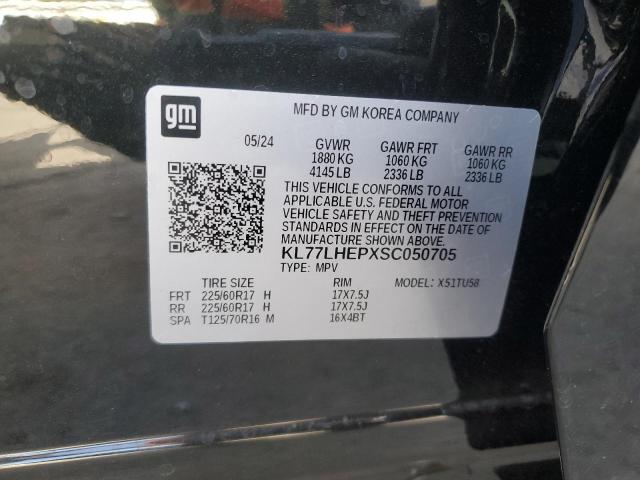 gm
MFD BY GM KOREA COMPANY
05/24 GVWR GAWR FRT GAWR RR
1880 KG 1060 KG 1060 KG
4145 LB 2336 LB 2336 LB
THIS VEHICLE CONFORMS TO ALL
APPLICABLE U.S. FEDERAL MOTOR
VEHICLE SAFETY AND THEFT PREVENTION
STANDARDS IN EFFECT ON THE DATE OF
MANUFACTURE SHOWN ABOVE.
KL77LHEPXSC050705
TYPE: MPV MODEL: X51TU58
TIRE SIZE RIM
FRT 225/60R17 H 17X7.5J
RR 225/60R17 H 17X7.5J
SPA T125/70R16 M 16X4BT